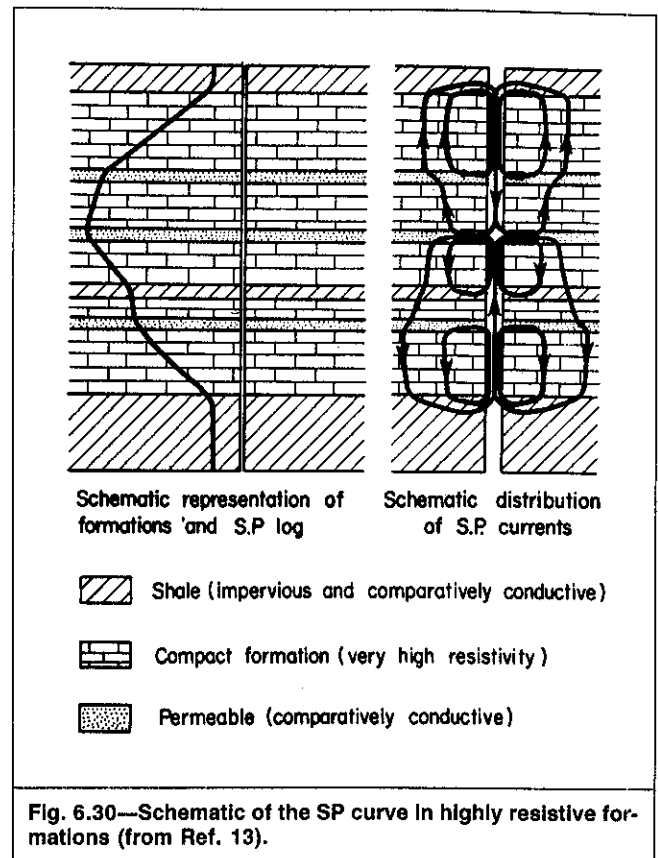 Schematic representation of
formations 'and S.P log
Schematic distribution
of S.P. currents
Shale (impervious and comparatively conductive)
Compact formation (very high resistivity)
Permeable (comparatively conductive)
Fig. 6.30—Schematic of the SP curve in highly resistive for-
mations (from Ref. 13).